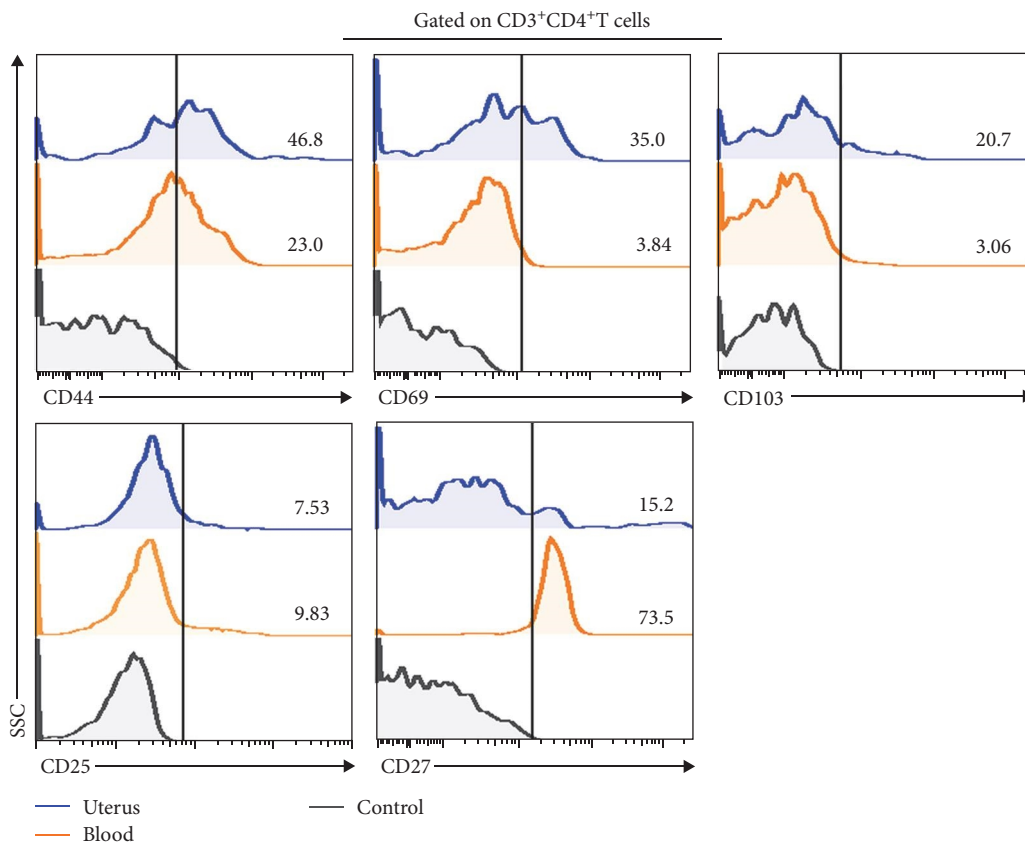 Gated on CD3⁺CD4⁺T cells
46.8
23.0
CD44
35.0
3.84
CD69
20.7
3.06
CD103
7.53
9.83
CD25
15.2
73.5
CD27
SSC
Uterus
Blood
Control